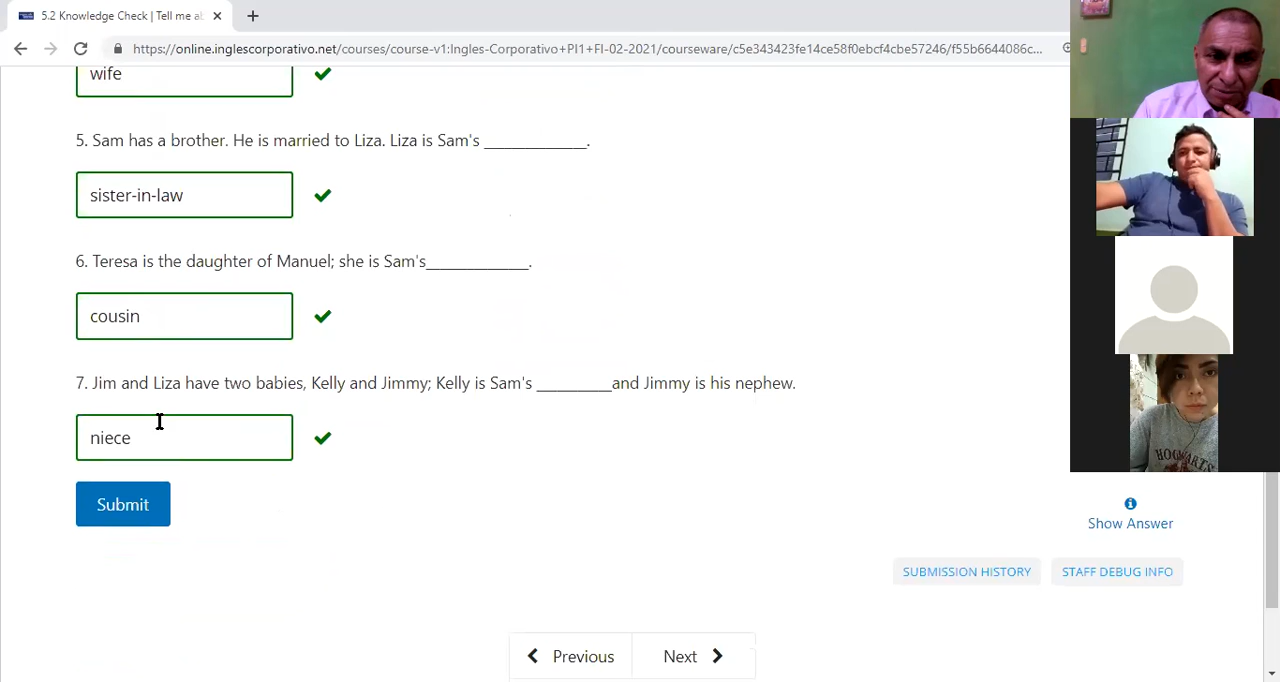 5.2 Knowledge Check | Tell me ab
https://online.inglescorporativo.net/courses/course-v1:Ingles-Corporativo+PI1+FI-02-2021/courseware/c5e343423fe14ce58f0ebcf4cbe57246/f55b6644086c...
wife
5. Sam has a brother. He is married to Liza. Liza is Sam's ____________.
sister-in-law
6. Teresa is the daughter of Manuel; she is Sam's____________.
cousin
7. Jim and Liza have two babies, Kelly and Jimmy; Kelly is Sam's _________and Jimmy is his nephew.
niece
Submit
Show Answer
SUBMISSION HISTORY
STAFF DEBUG INFO
Previous
Next
HOGWARTS